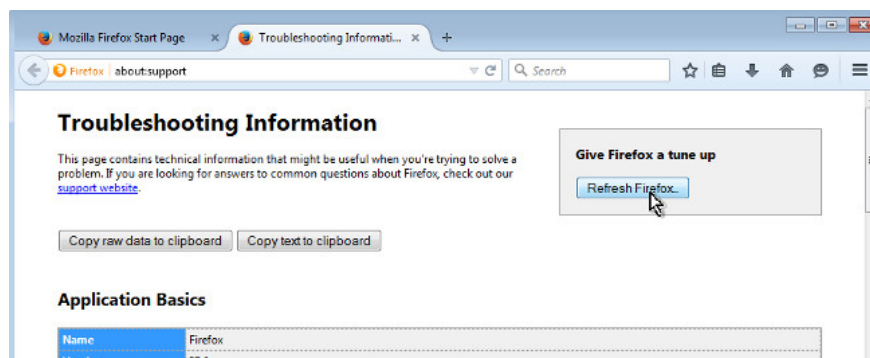 Mozilla Firefox Start Page
Troubleshooting Informati...
Firefox about:support
Search
Troubleshooting Information
This page contains technical information that might be useful when you're trying to solve a
problem. If you are looking for answers to common questions about Firefox, check out our
support website.
Give Firefox a tune up
Refresh Firefox...
Copy raw data to clipboard Copy text to clipboard
Application Basics
Name Firefox